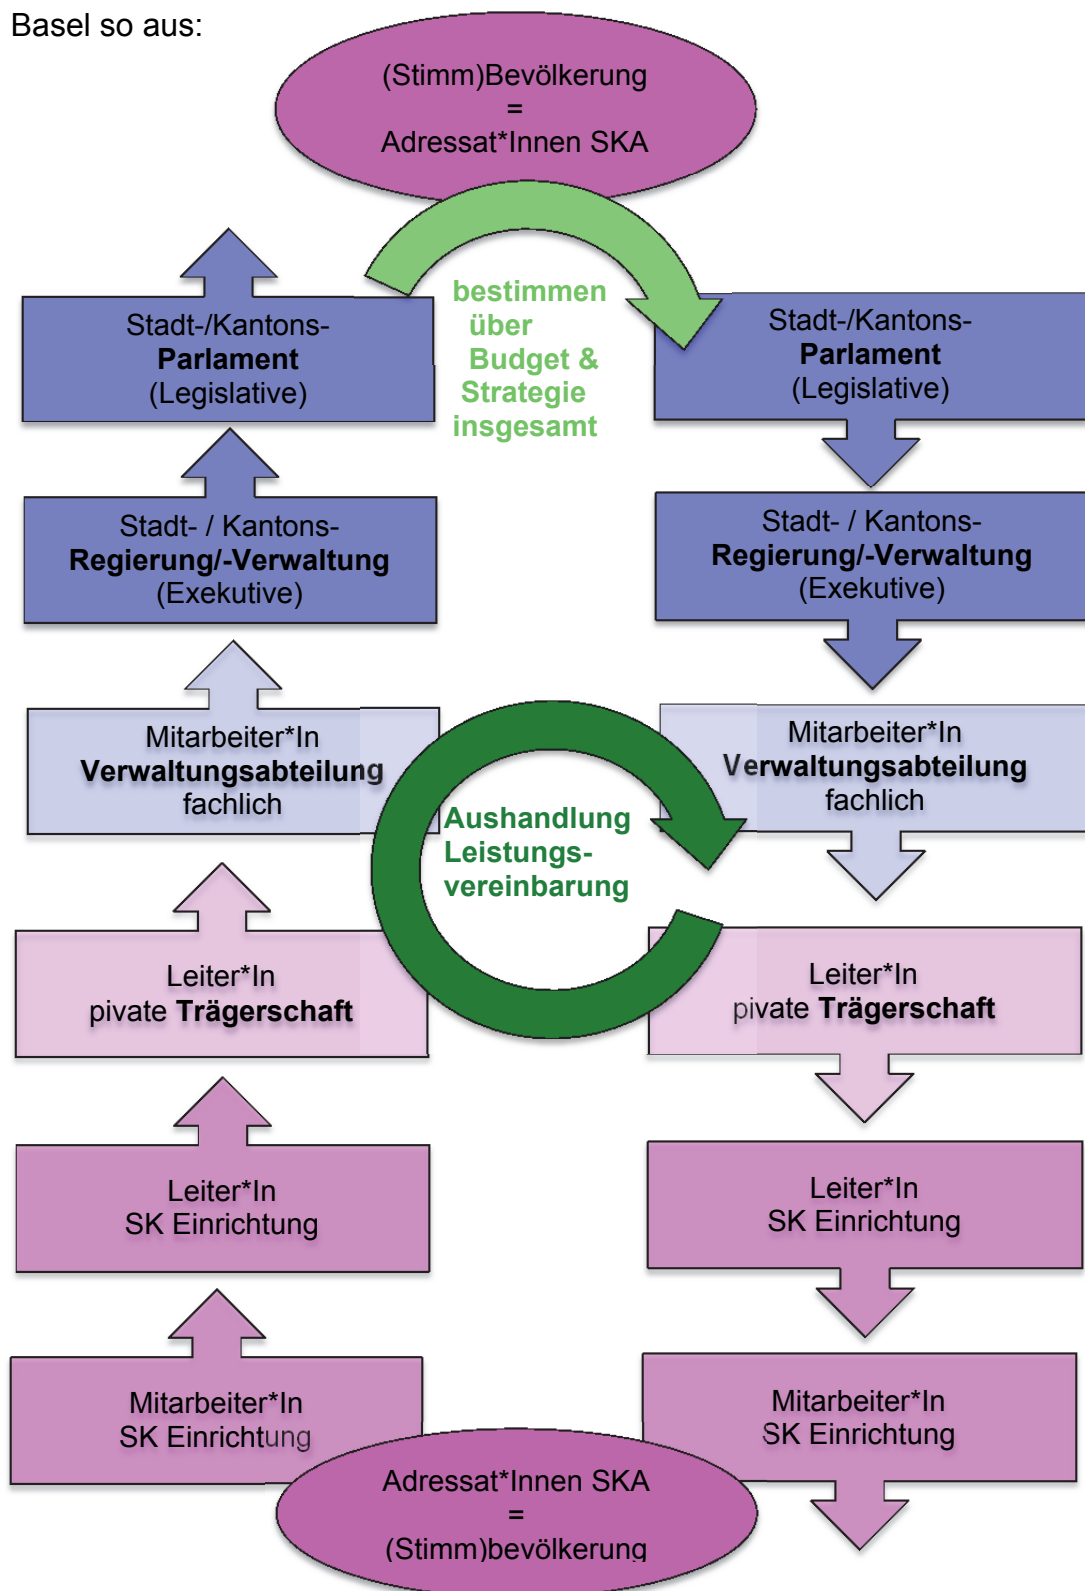 Basel so aus:
(Stimm)Bevölkerung
=
Adressat*Innen SKA
bestimmen
über
Budget &
Strategie
insgesamt
Stadt-/Kantons-
Parlament
(Legislative)
Stadt-/Kantons-
Parlament
(Legislative)
Stadt- / Kantons-
Regierung/-Verwaltung
(Exekutive)
Stadt- / Kantons-
Regierung/-Verwaltung
(Exekutive)
Mitarbeiter*In
Verwaltungsabteilung
fachlich
Mitarbeiter*In
Verwaltungsabteilung
fachlich
Aushandlung
Leistungs-
vereinbarung
Leiter*In
pivate Trägerschaft
Leiter*In
pivate Trägerschaft
Leiter*In
SK Einrichtung
Leiter*In
SK Einrichtung
Mitarbeiter*In
SK Einrichtung
Mitarbeiter*In
SK Einrichtung
Adressat*Innen SKA
=
(Stimm)bevölkerung